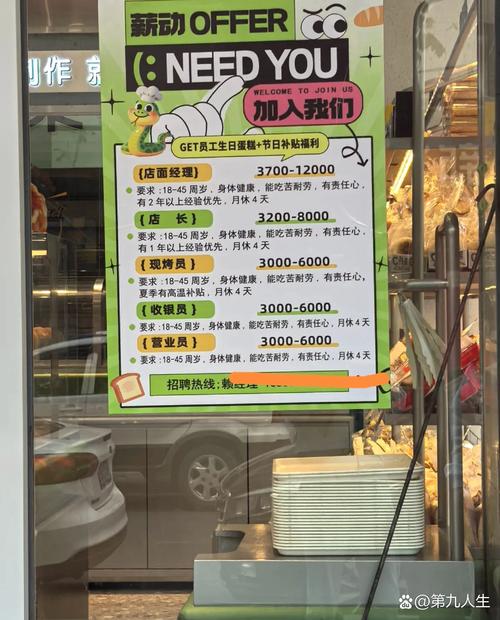 薪动 OFFER
NEED YOU
WELCOME TO JOIN US
加入我们
制作 就
GET员工生日蛋糕+节日补贴福利
店面经理 3700-12000
要求:18-45 周岁,身体健康,能吃苦耐劳,有责任心,
有 2 年以上经验优先,月休 4 天
店 长 3200-8000
要求:18-45 周岁,身体健康,能吃苦耐劳,有责任心,
有 1 年以上经验优先,月休 4 天
现烤员 3000-6000
要求:18-45 周岁,身体健康,能吃苦耐劳,有责任心,
夏季有高温补贴,月休 4 天
收银员 3000-6000
要求:18-45 周岁,身体健康,能吃苦耐劳,有责任心,月休 4 天
营业员 3000-6000
要求:18-45 周岁,身体健康,能吃苦耐劳,有责任心,月休 4 天
招聘热线:赖经理
@第九人生